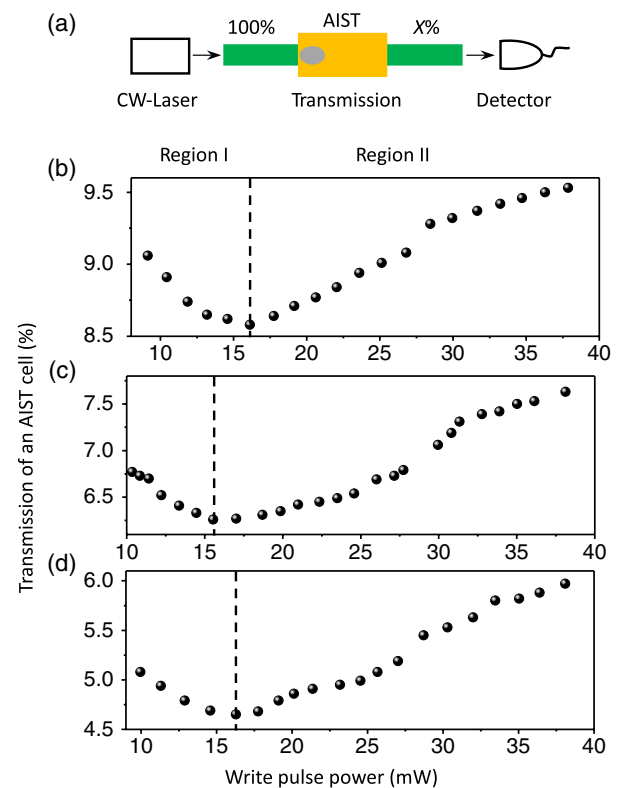 (a)
100% AIST X%
CW-Laser Transmission Detector
(b)
Region I Region II
9.5
9.0
8.5
10 15 20 25 30 35 40
(c)
7.5
7.0
6.5
10 15 20 25 30 35 40
(d)
6.0
5.5
5.0
4.5
10 15 20 25 30 35 40
Transmission of an AIST cell (%)
Write pulse power (mW)